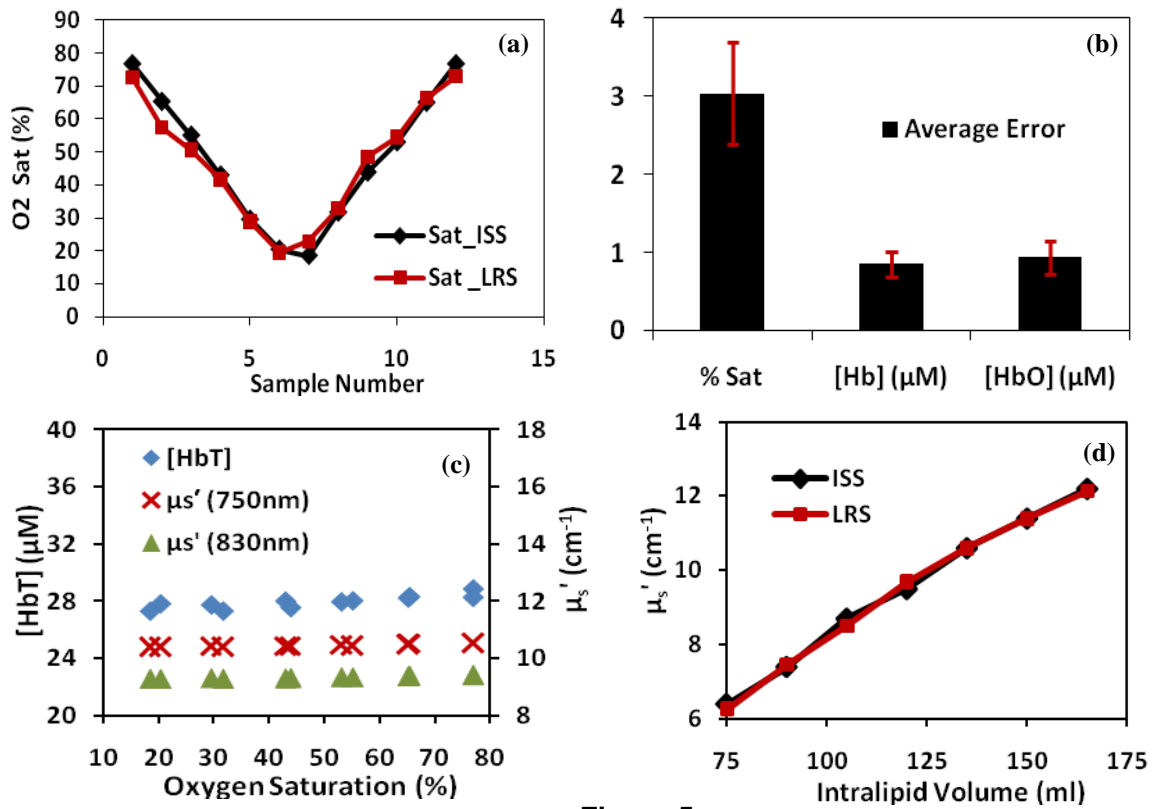 90
80
70
60
50
40
30
20
10
0
O2 Sat (%)
(a)
Sat_ISS
Sat _LRS
0 5 10 15
Sample Number
4
3
2
1
0
(b)
Average Error
% Sat [Hb] (µM) [HbO] (µM)
40
36
32
28
24
20
[HbT] (µM)
[HbT]
µs' (750nm)
µs' (830nm)
(c)
18
16
14
12
10
8
µs' (cm-1)
10 20 30 40 50 60 70 80
Oxygen Saturation (%)
14
12
10
8
6
µs' (cm-1)
ISS
LRS
(d)
75 100 125 150 175
Intralipid Volume (ml)